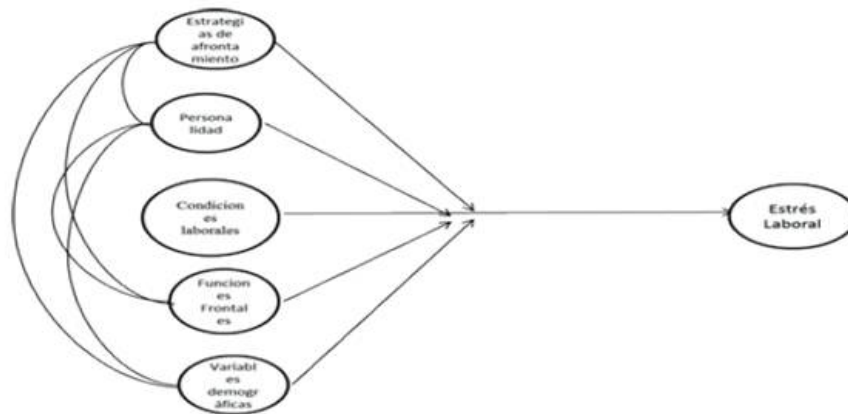 Estrategi
as de
afronta
miento
Persona
lidad
Condicion
es
laborales
Estrés
Laboral
Funcion
es
Frontal
es
Variabl
es
demogr
áficas